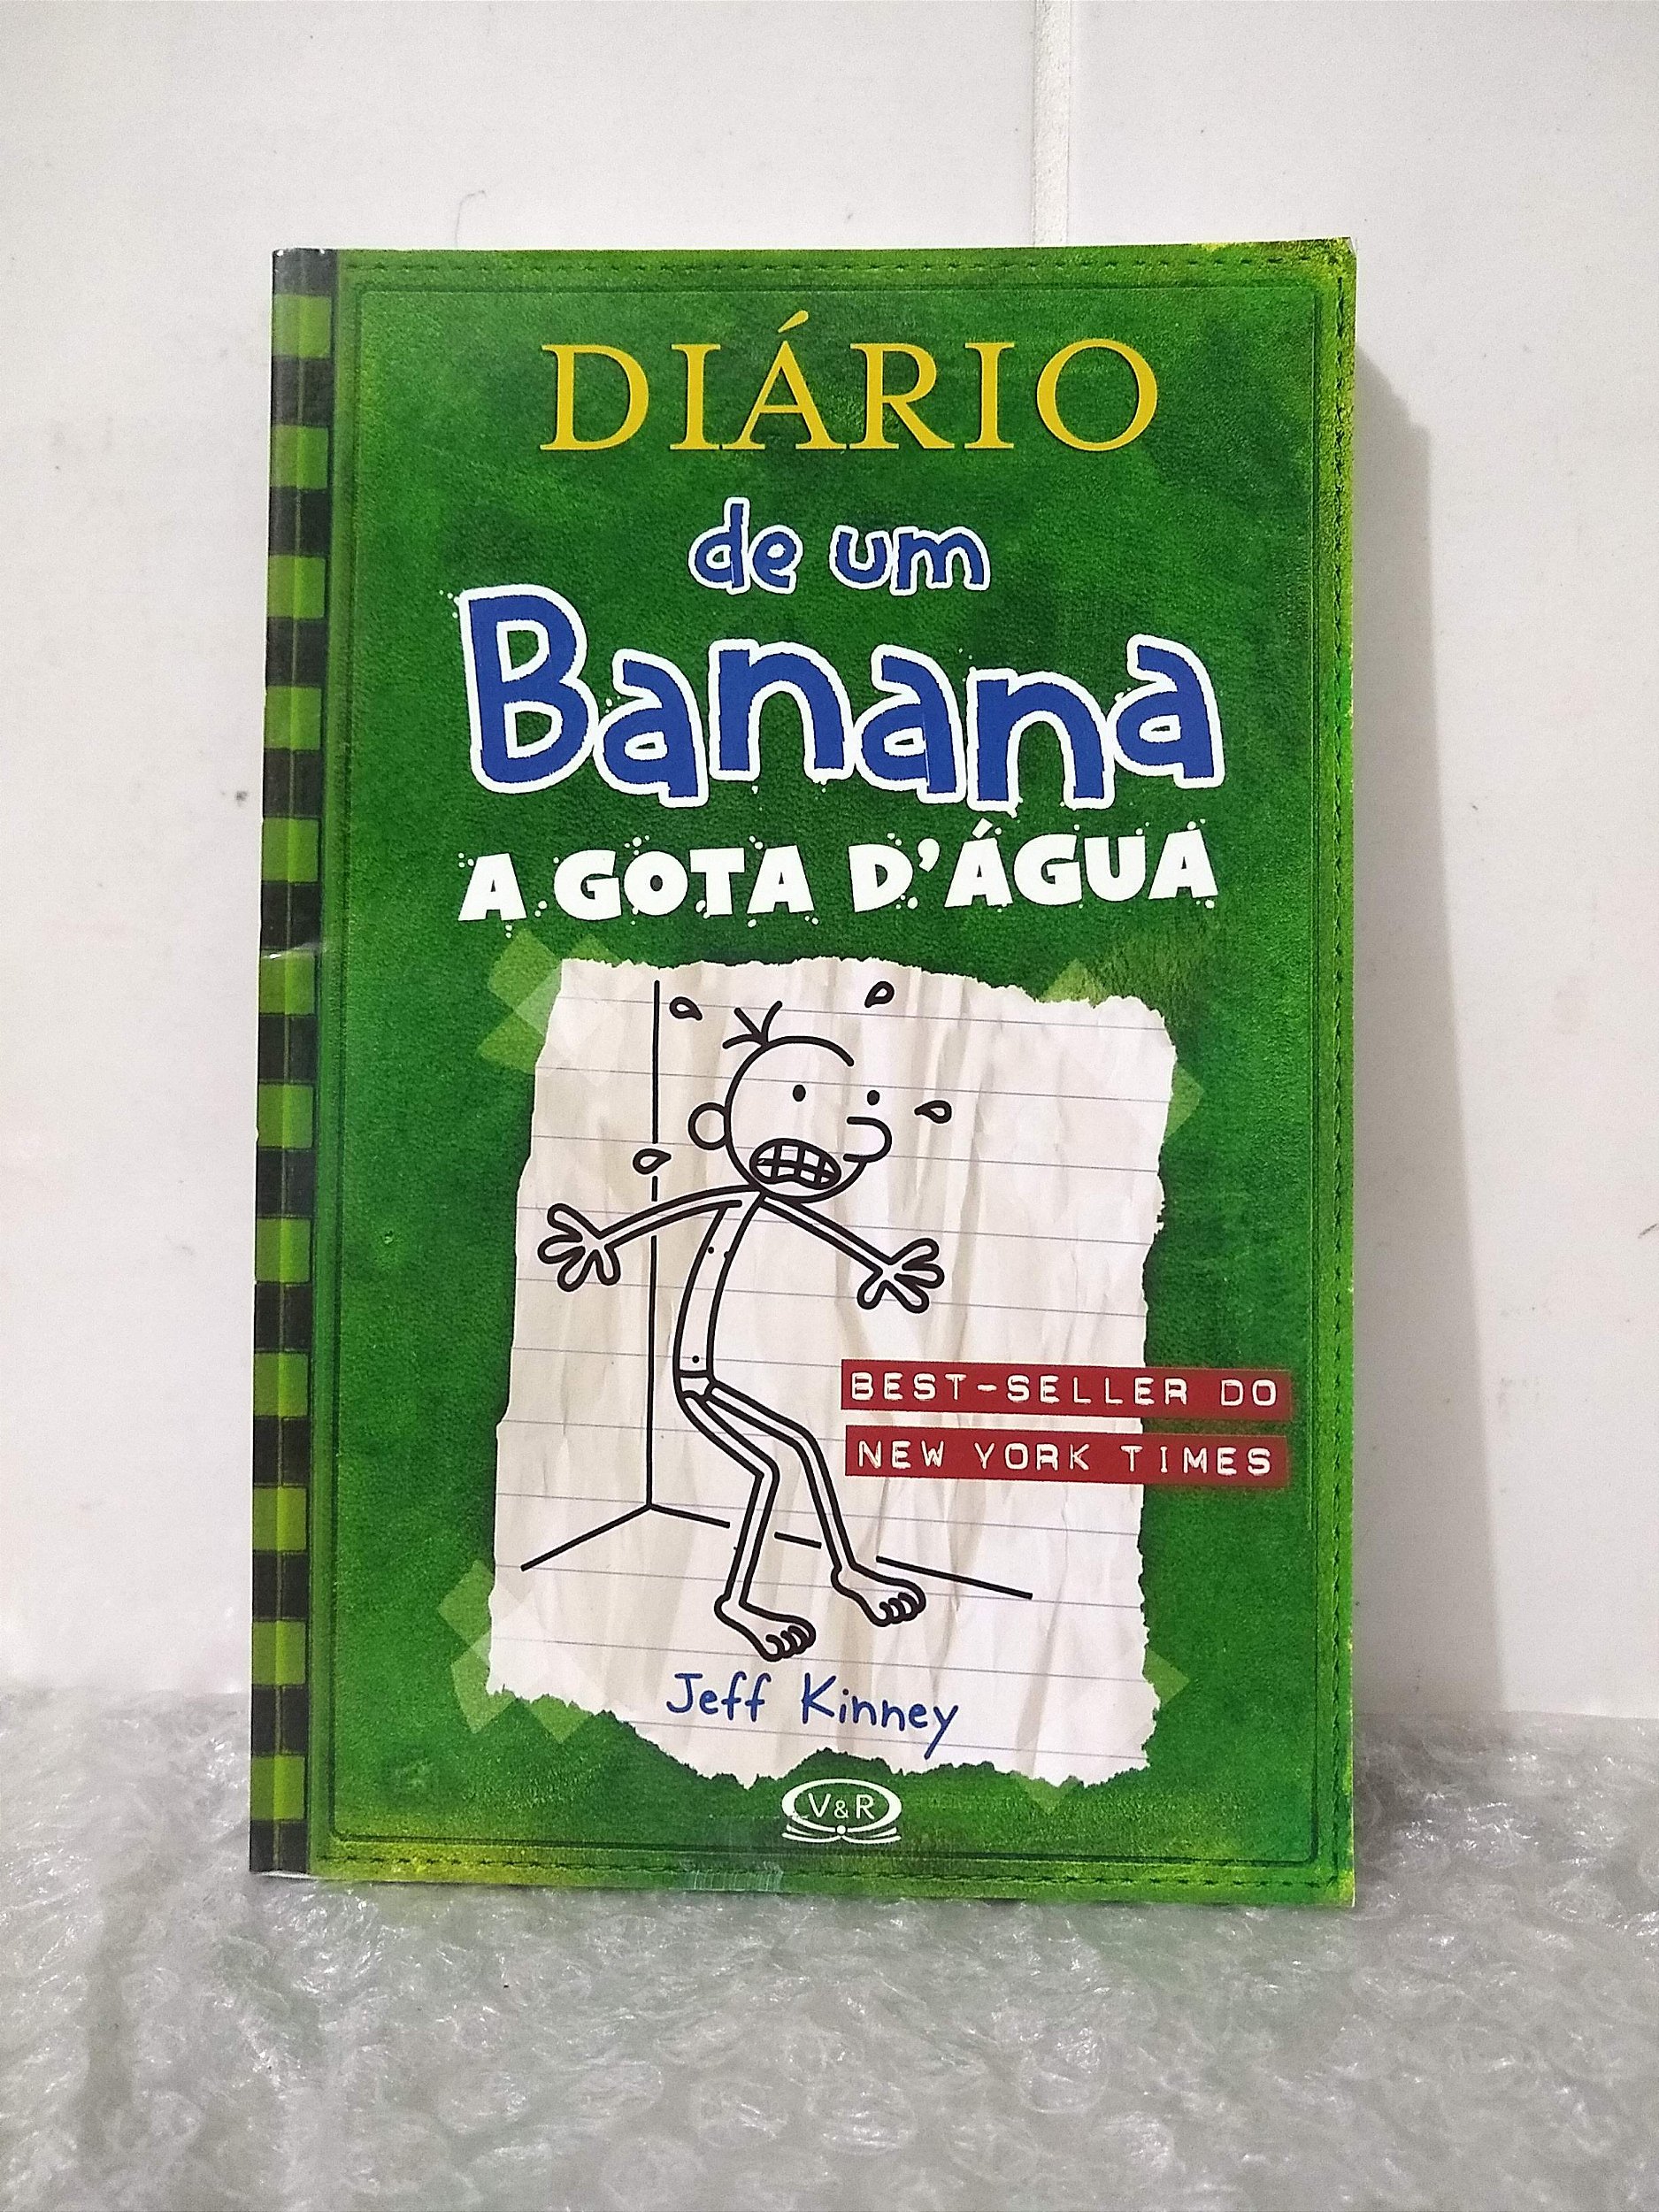 DIÁRIO
de um
Banana
A GOTA D'ÁGUA
BEST-SELLER DO
NEW YORK TIMES
Jeff Kinney
V&R